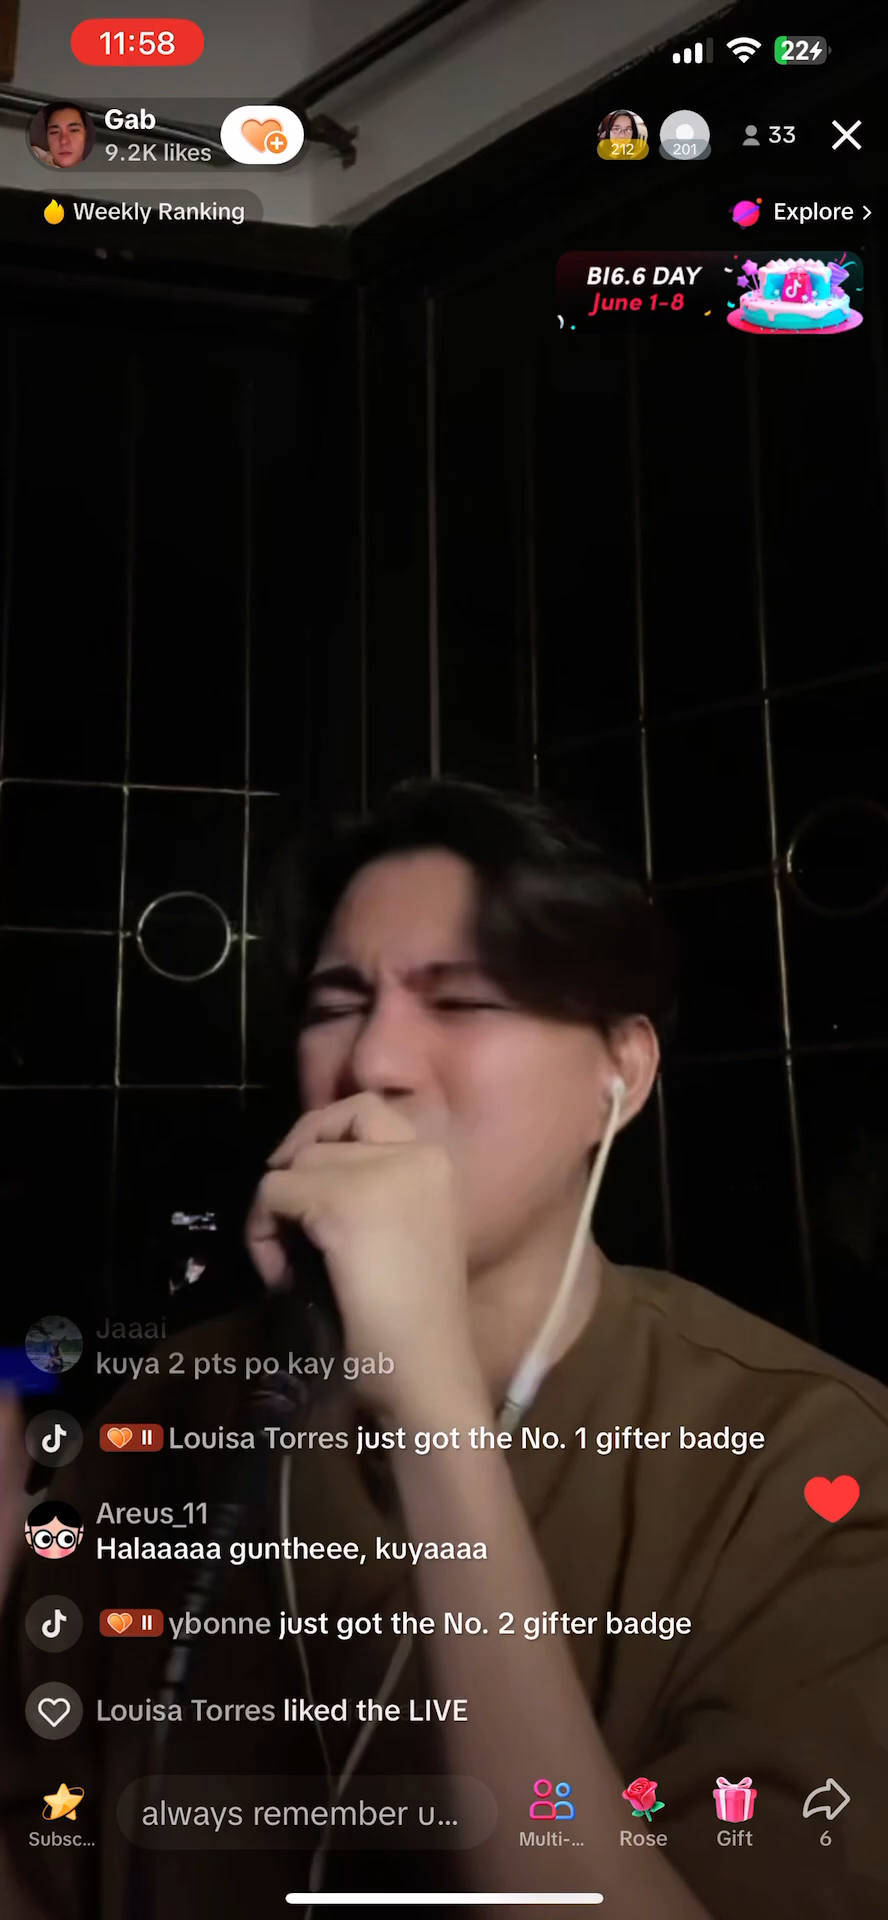 11:58
22
Gab
9.2K likes
212
201
33
Weekly Ranking
Explore >
BI6.6 DAY
June 1-8
Jaaai
kuya 2 pts po kay gab
II Louisa Torres just got the No. 1 gifter badge
Areus_11
Halaaaaa guntheee, kuyaaaa
II ybonne just got the No. 2 gifter badge
Louisa Torres liked the LIVE
always remember u...
Subsc...
Multi-...
Rose
Gift
6